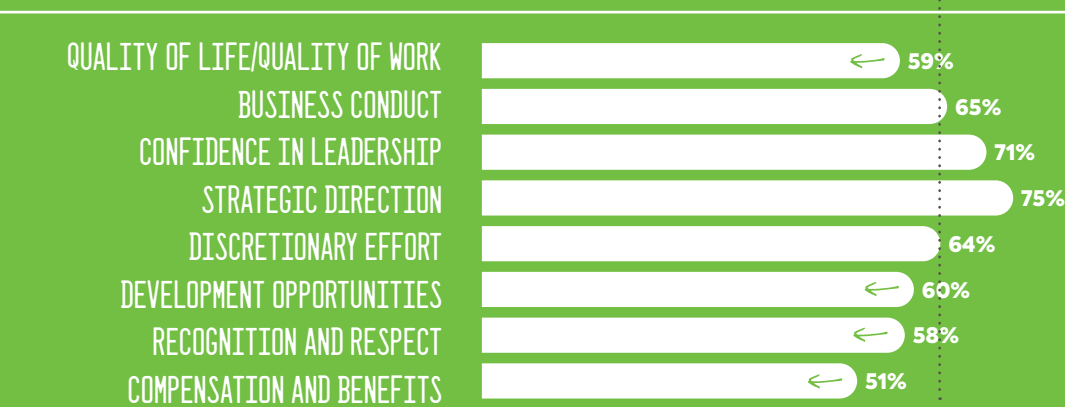 QUALITY OF LIFE/QUALITY OF WORK 59%
BUSINESS CONDUCT 65%
CONFIDENCE IN LEADERSHIP 71%
STRATEGIC DIRECTION 75%
DISCRETIONARY EFFORT 64%
DEVELOPMENT OPPORTUNITIES 60%
RECOGNITION AND RESPECT 58%
COMPENSATION AND BENEFITS 51%